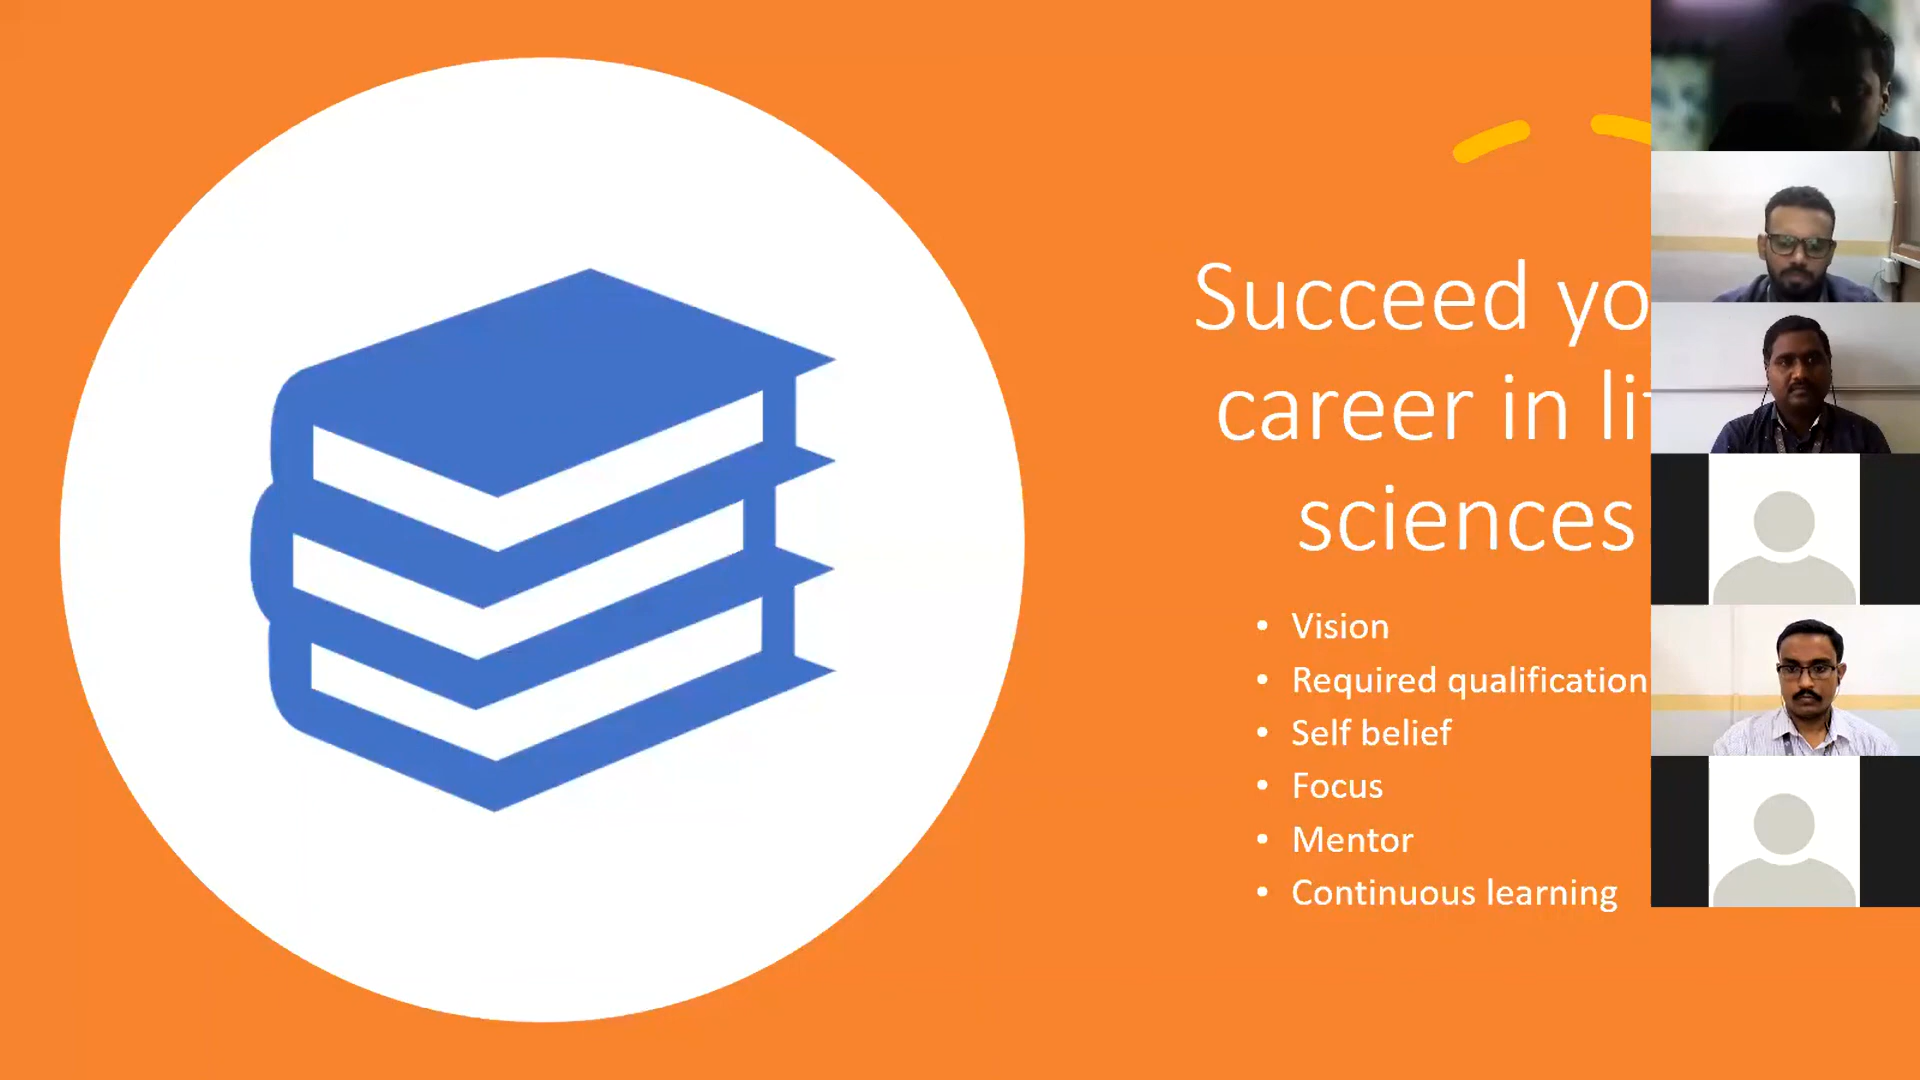 Succeed yo
career in li
sciences
• Vision
• Required qualification
• Self belief
• Focus
• Mentor
• Continuous learning